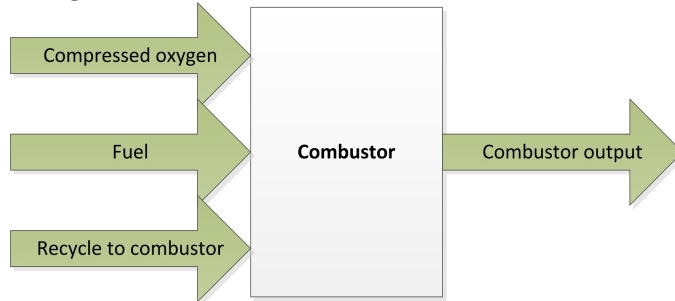 Compressed oxygen
Fuel
Combustor
Combustor output
Recycle to combustor